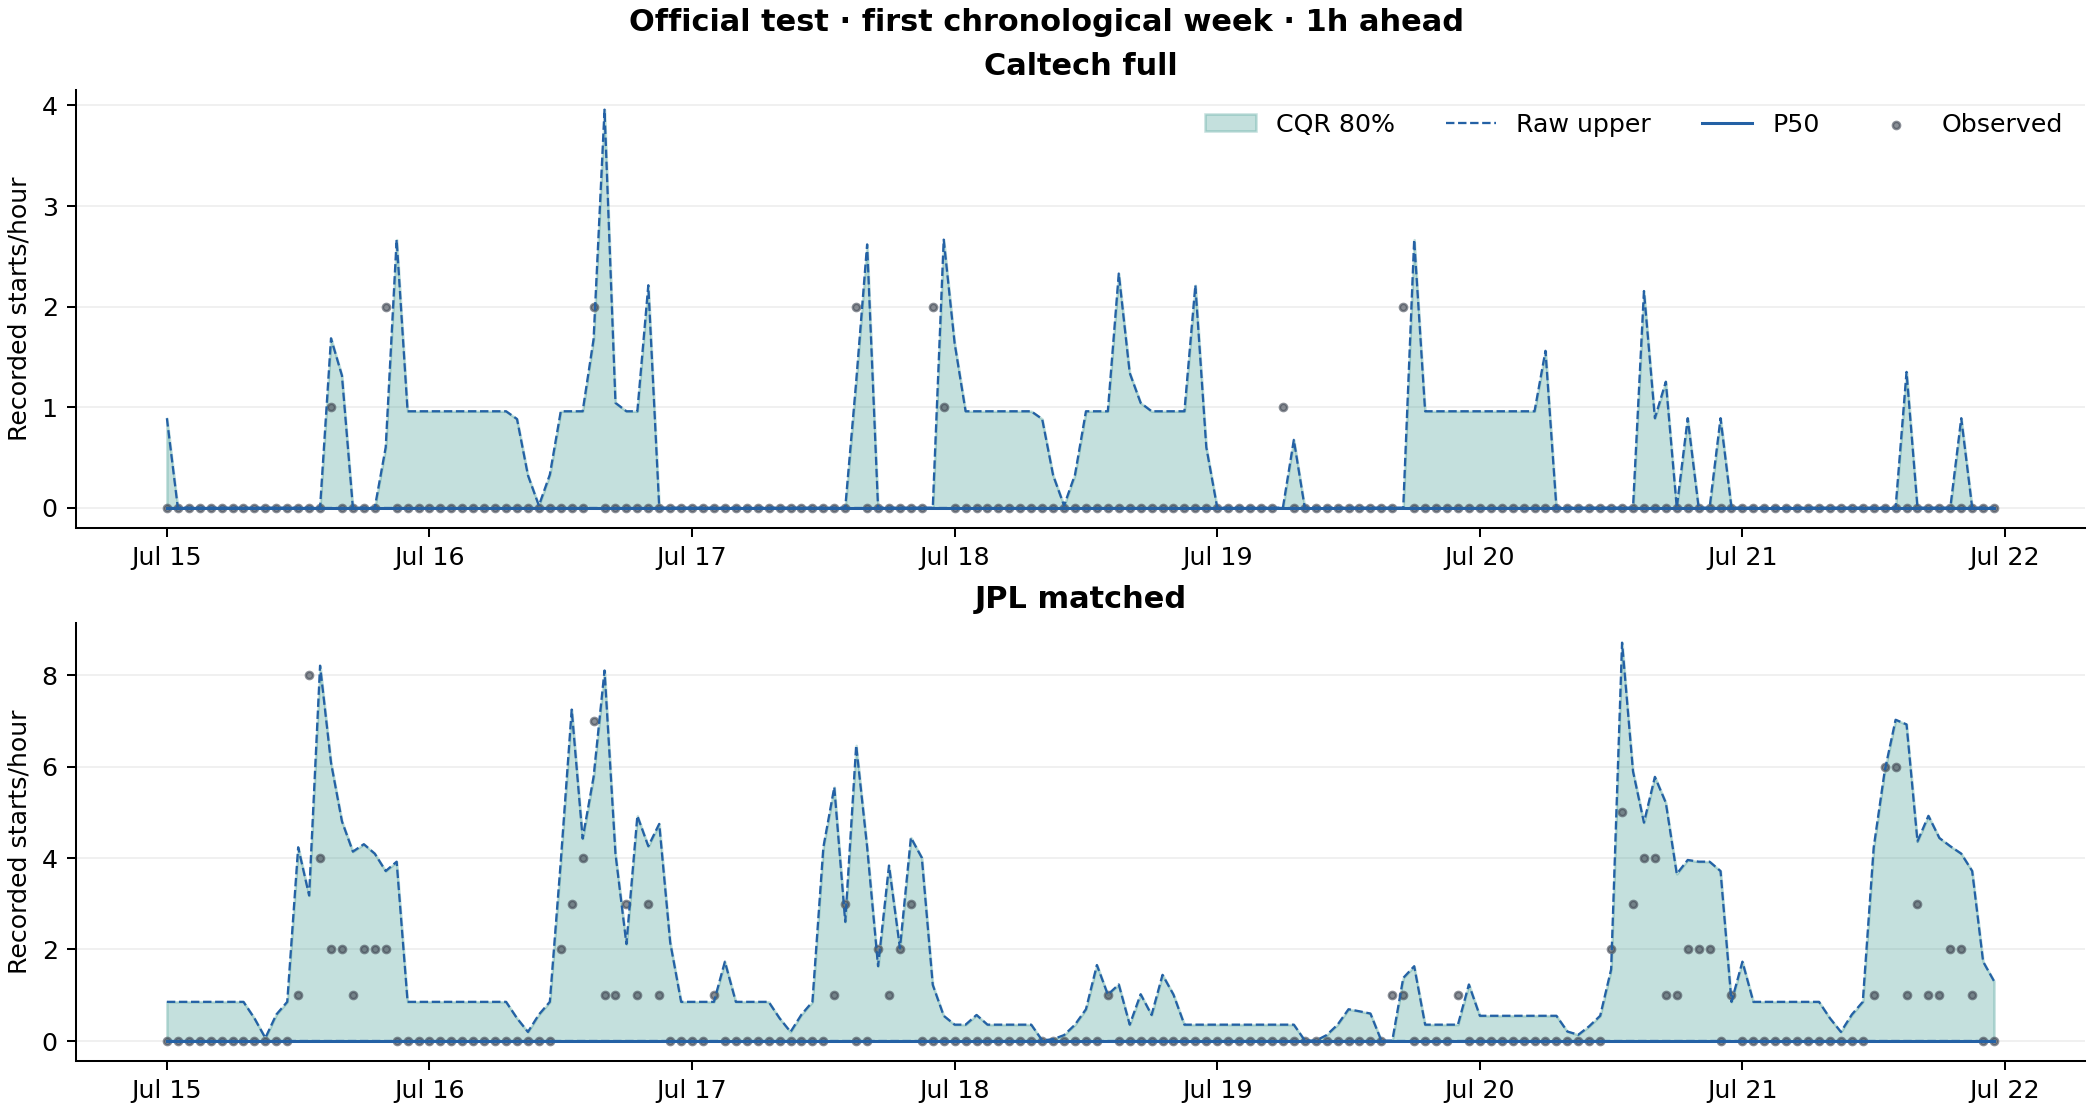 Official test · first chronological week · 1h ahead
Caltech full
CQR 80%
Raw upper
P50
Observed
Recorded starts/hour
4
3
2
1
0
Jul 15
Jul 16
Jul 17
Jul 18
Jul 19
Jul 20
Jul 21
Jul 22
JPL matched
Recorded starts/hour
8
6
4
2
0
Jul 15
Jul 16
Jul 17
Jul 18
Jul 19
Jul 20
Jul 21
Jul 22